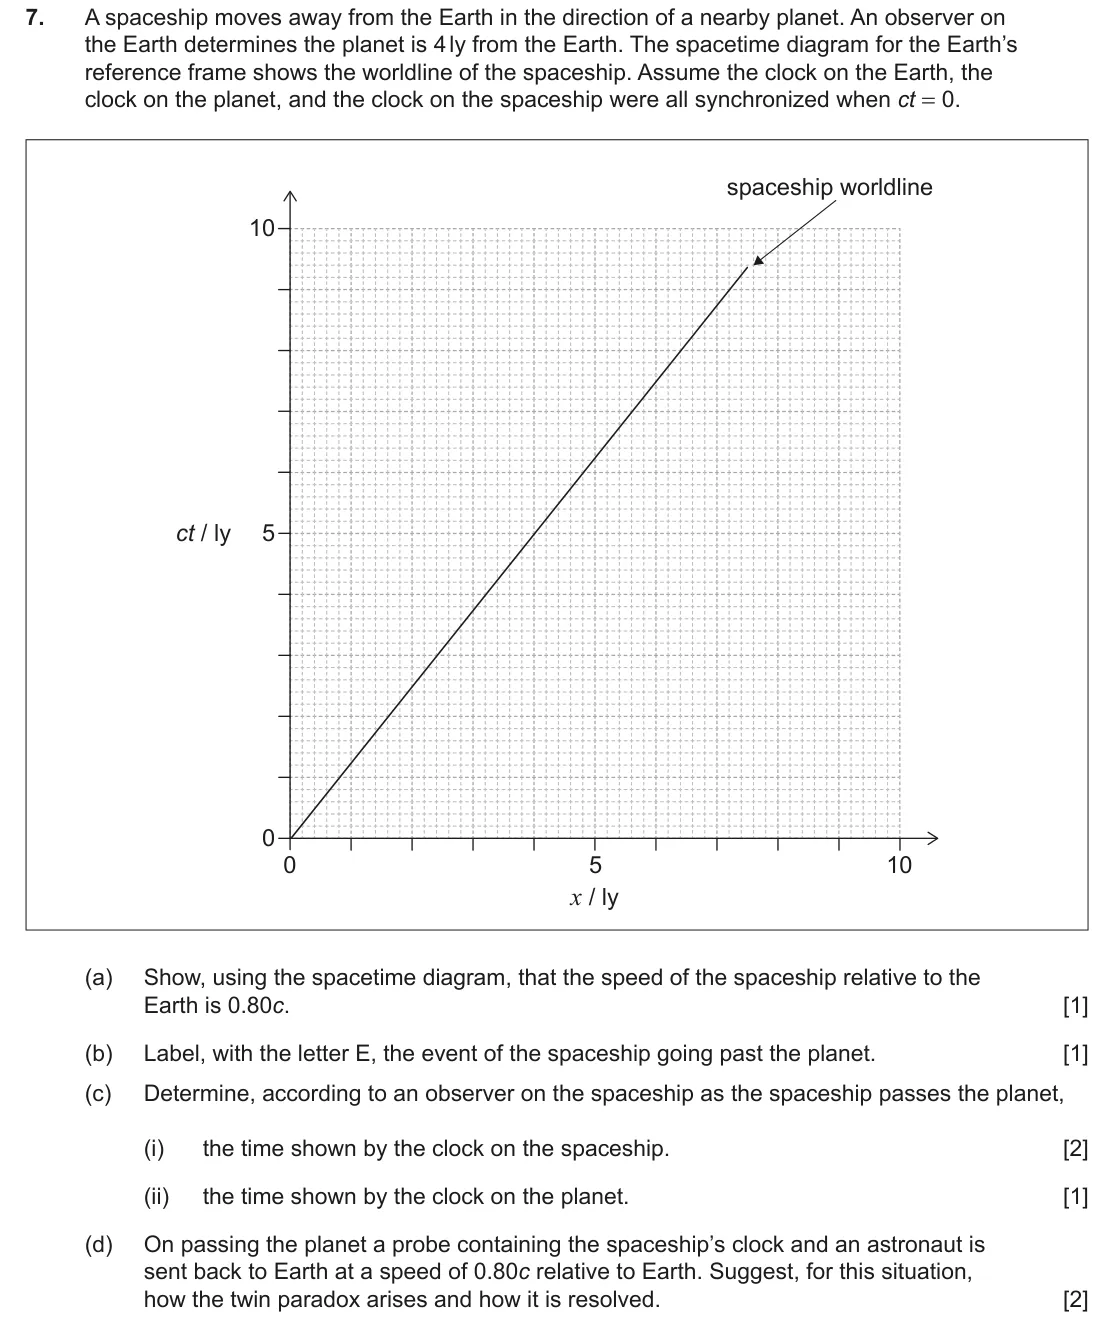 7. A spaceship moves away from the Earth in the direction of a nearby planet. An observer on
the Earth determines the planet is 4 ly from the Earth. The spacetime diagram for the Earth’s
reference frame shows the worldline of the spaceship. Assume the clock on the Earth, the
clock on the planet, and the clock on the spaceship were all synchronized when ct = 0.
spaceship worldline
10
ct / ly 5
0
0 5 10
x / ly
(a) Show, using the spacetime diagram, that the speed of the spaceship relative to the
Earth is 0.80c. [1]
(b) Label, with the letter E, the event of the spaceship going past the planet. [1]
(c) Determine, according to an observer on the spaceship as the spaceship passes the planet,
(i) the time shown by the clock on the spaceship. [2]
(ii) the time shown by the clock on the planet. [1]
(d) On passing the planet a probe containing the spaceship’s clock and an astronaut is
sent back to Earth at a speed of 0.80c relative to Earth. Suggest, for this situation,
how the twin paradox arises and how it is resolved. [2]